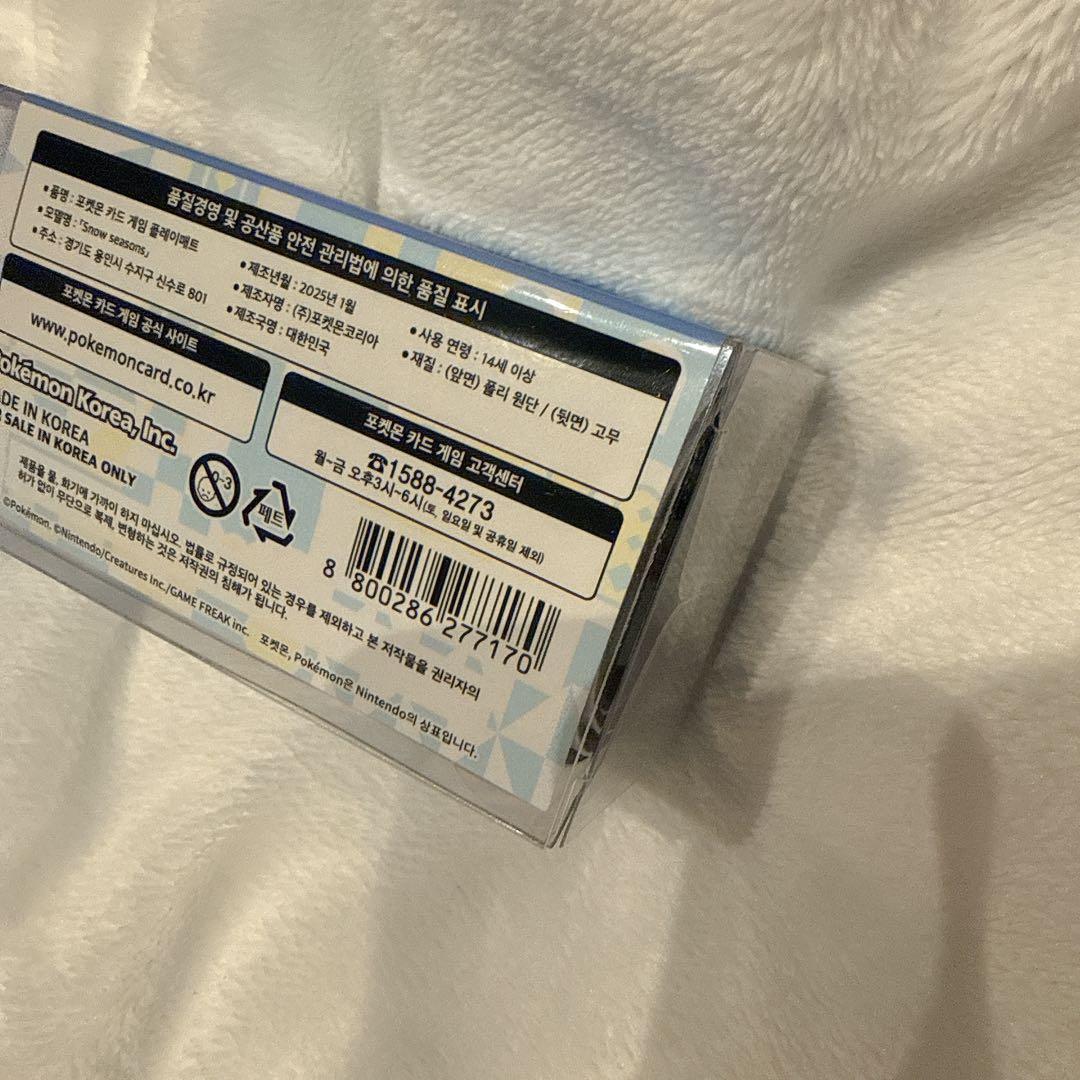 품질경영 및 공산품 안전 관리법에 의한 품질 표시
• 품명 : 포켓몬 카드 게임 플레이매트
• 모델명 : 「Snow seasons」
• 주소 : 경기도 용인시 수지구 신수로 801
• 제조년월 : 2025년 1월
• 제조자명 : (주)포켓몬코리아
• 제조국명 : 대한민국
• 사용 연령 : 14세 이상
• 재질 : (앞면) 폴리 원단 / (뒷면) 고무
포켓몬 카드 게임 공식 사이트
www.pokemoncard.co.kr
포켓몬 카드 게임 고객센터
☎1588-4273
월~금 오후3시~6시(토, 일요일 및 공휴일 제외)
Pokémon Korea, Inc.
MADE IN KOREA
SALE IN KOREA ONLY
0-3
페트
제품을 물, 화기에 가까이 하지 마십시오. 법률로 규정되어 있는 경우를 제외하고 본 저작물을 권리자의
허가 없이 무단으로 복제, 변형하는 것은 저작권의 침해가 됩니다.
©Pokémon. ©Nintendo/Creatures Inc./GAME FREAK inc. 포켓몬, Pokémon은 Nintendo의 상표입니다.
8 800286 277170